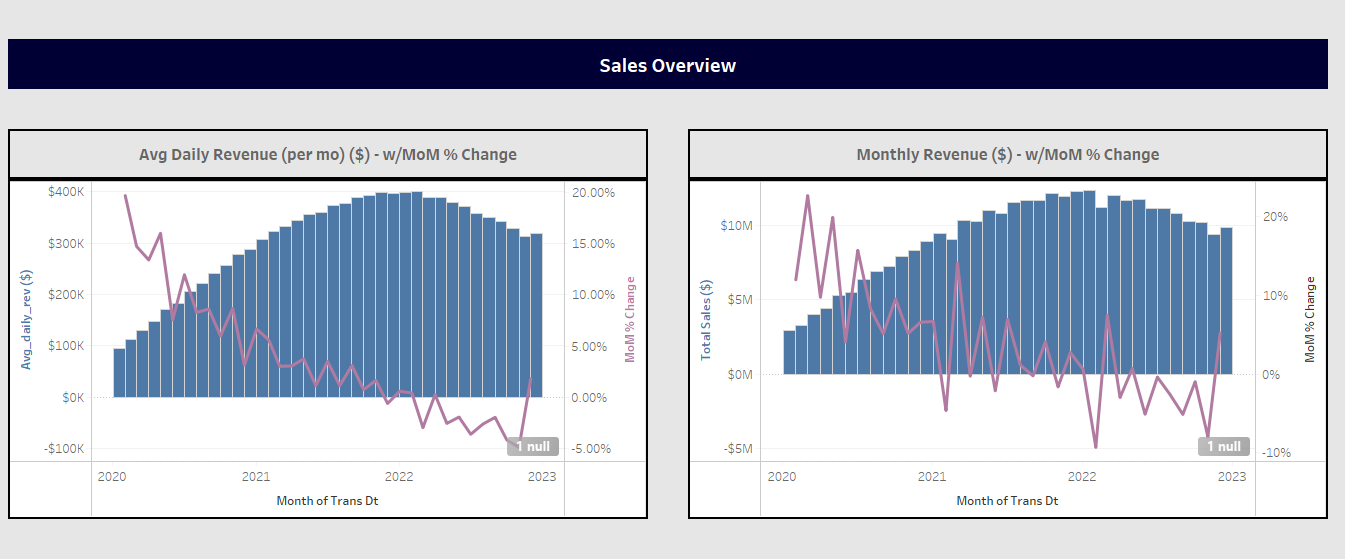 Sales Overview
Avg Daily Revenue (per mo) ($) - w/MoM % Change
$400K
$300K
$200K
$100K
$0K
-$100K
Avg_daily_rev ($)
20.00%
15.00%
10.00%
5.00%
0.00%
-5.00%
MoM % Change
1 null
2020 2021 2022 2023
Month of Trans Dt
Monthly Revenue ($) - w/MoM % Change
$10M
$5M
$0M
-$5M
Total Sales ($)
20%
10%
0%
-10%
MoM % Change
1 null
2020 2021 2022 2023
Month of Trans Dt